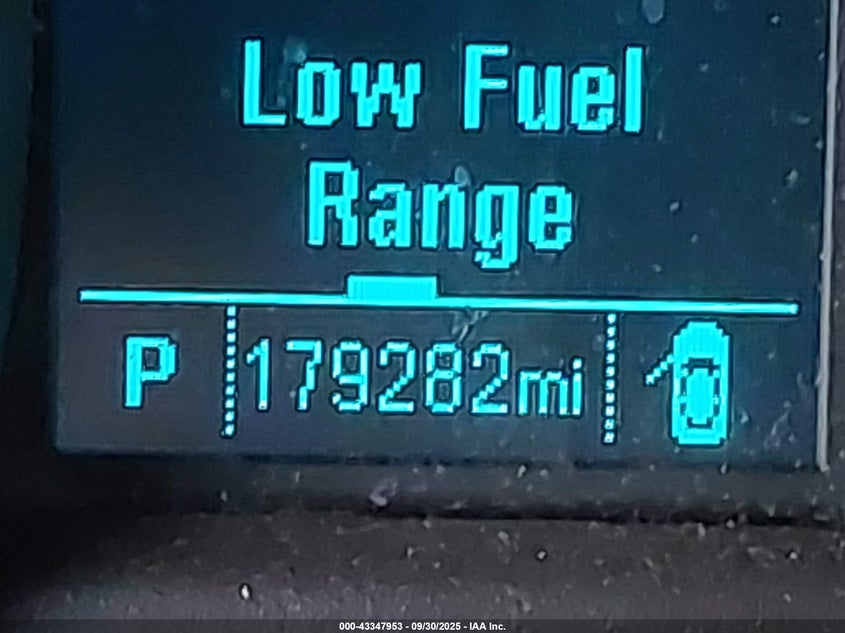 Low Fuel
Range
P 179282mi
000-43347953 - 09/30/2025 - IAA Inc.